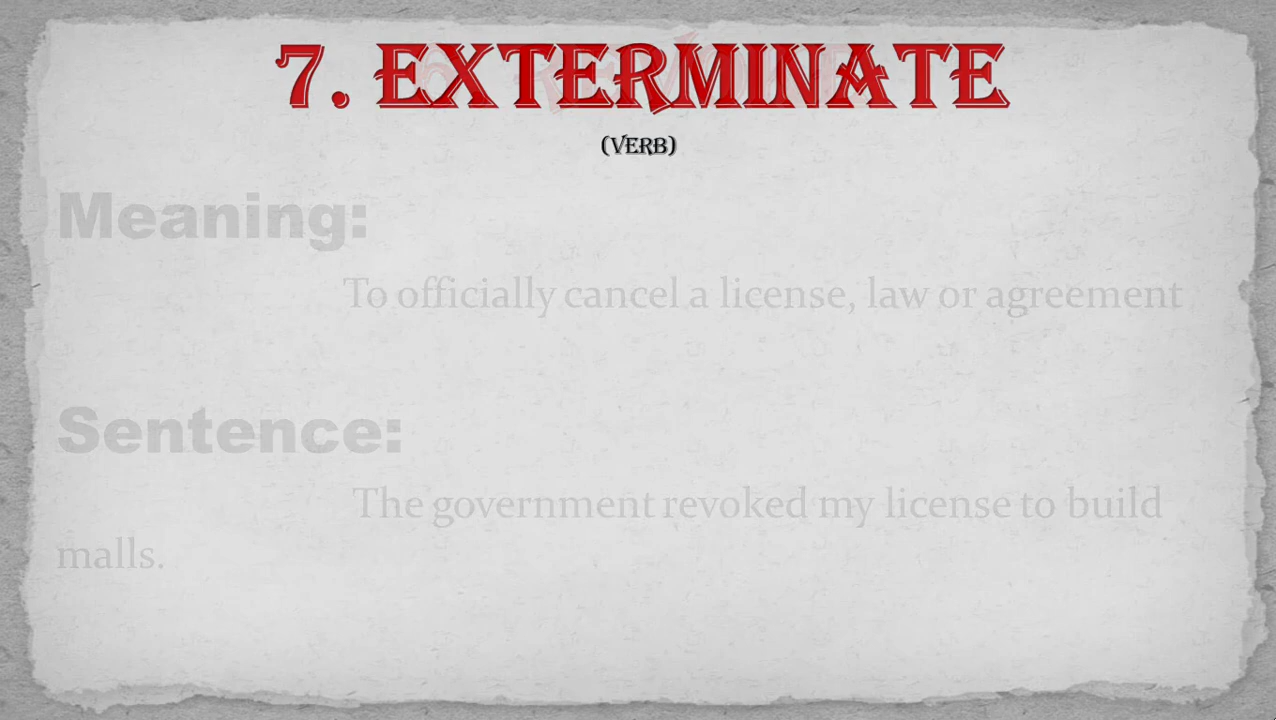 7. EXTERMINATE
(VERB)
Meaning:
To officially cancel a license, law or agreement
Sentence:
The government revoked my license to build
malls.